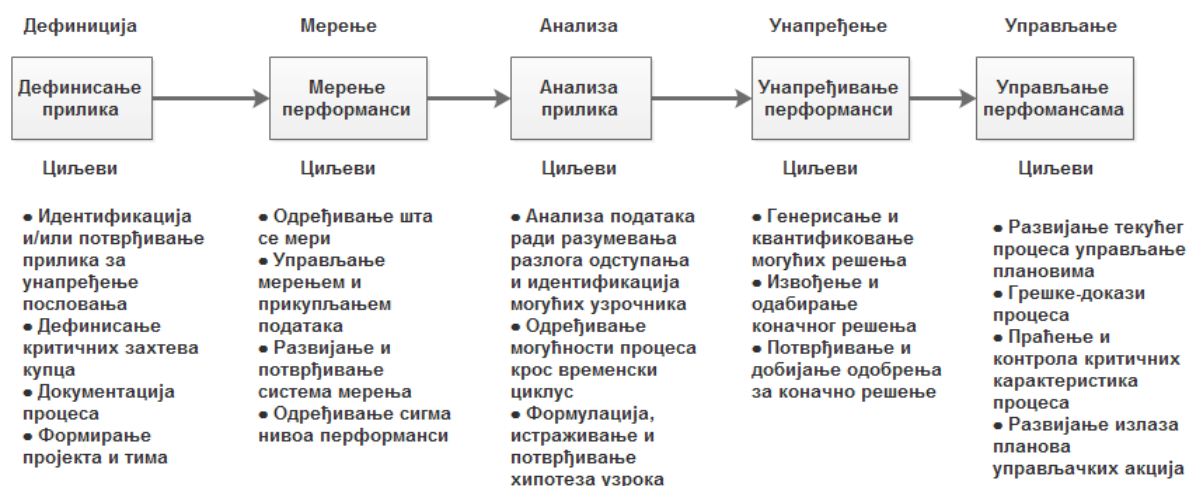 Дефиниција
Мерење
Анализа
Унапређење
Управљање
Дефинисање
прилика
Мерење
перформанси
Анализа
прилика
Унапређивање
перформанси
Управљање
перфомансама
Циљеви
Циљеви
Циљеви
Циљеви
Циљеви
● Идентификација
и/или потврђивање
прилика за
унапређење
пословања
● Дефинисање
критичних захтева
купца
● Документација
процеса
● Формирање
пројекта и тима
● Одређивање шта
се мери
● Управљање
мерењем и
прикупљањем
података
● Развијање и
потврђивање
система мерења
● Одређивање сигма
нивоа перформанси
● Анализа података
ради разумевања
разлога одступања
и идентификација
могућих узрочника
● Одређивање
могућности процеса
крос временски
циклус
● Формулација,
истраживање и
потврђивање
хипотеза узрока
● Генерисање и
квантификовање
могућих решења
● Извођење и
одабирање
коначног решења
● Потврђивање и
добијање одобрења
за коначно решење
● Развијање текућег
процеса управљање
плановима
● Грешке-докази
процеса
● Праћење и
контрола критичних
карактеристика
процеса
● Развијање излаза
планова
управљачких акција